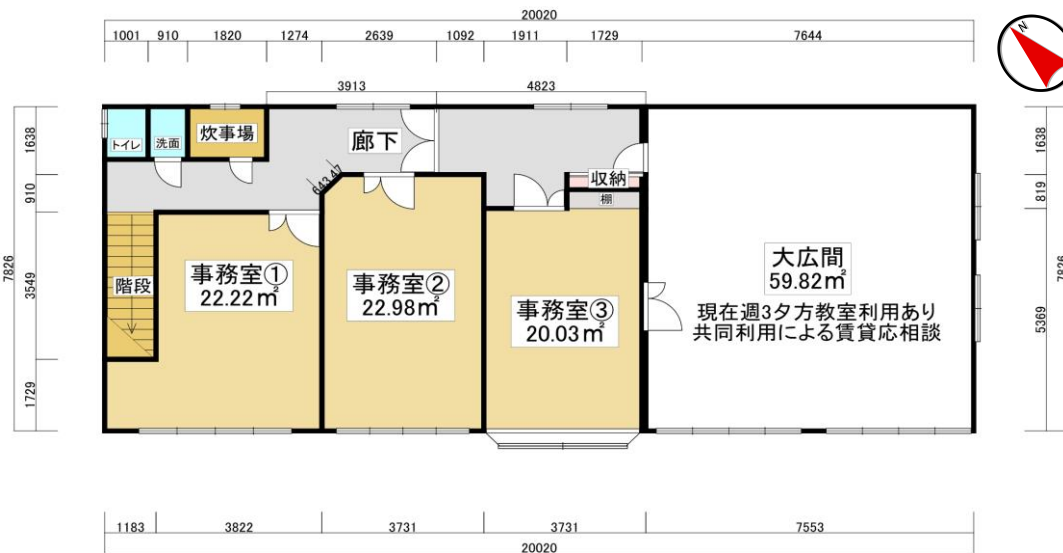 20020
1001 910 1820 1274 2639 1092 1911 1729 7644
N
3913 4823
トイレ 洗面 炊事場 廊下
643.47
収納
棚
1638
910
7826
3549
1729
階段
事務室①
22.22㎡
事務室②
22.98㎡
事務室③
20.03㎡
大広間
59.82㎡
現在週3夕方教室利用あり
共同利用による賃貸応相談
1638
819
7826
5369
1183 3822 3731 3731 7553
20020